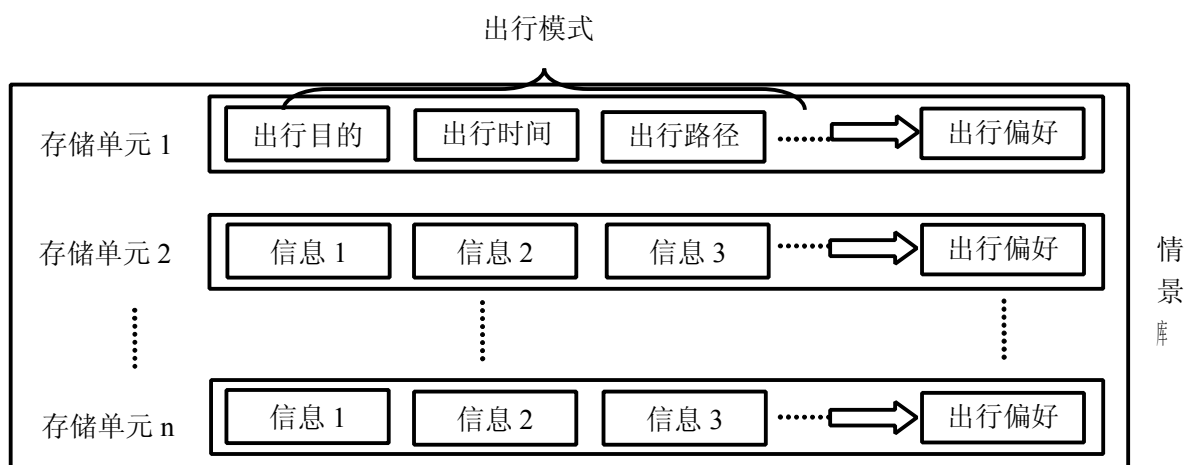 出行模式
存储单元 1 出行目的 出行时间 出行路径 ...... 出行偏好
存储单元 2 信息 1 信息 2 信息 3 ...... 出行偏好
情景库
存储单元 n 信息 1 信息 2 信息 3 ...... 出行偏好